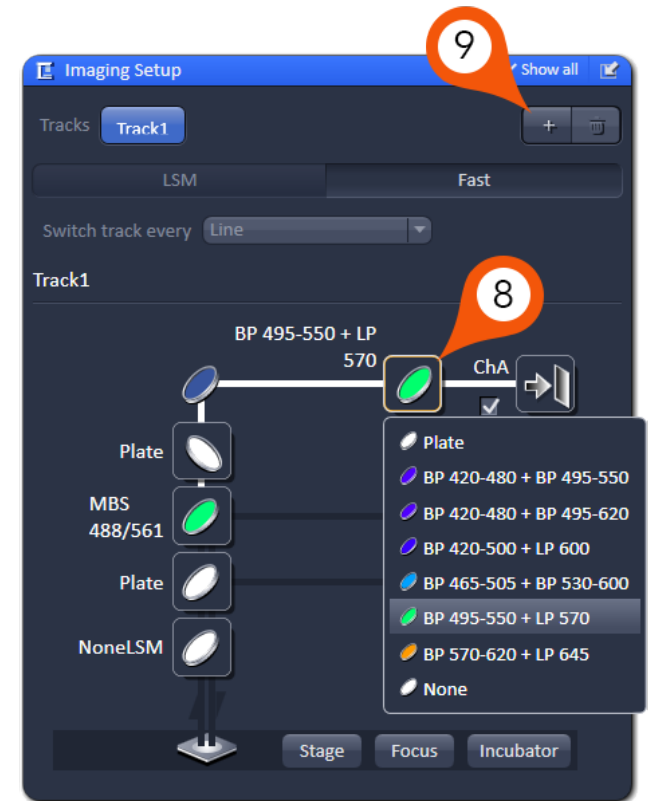 9
Imaging Setup
Show all
Tracks
Track1
+
LSM
Fast
Switch track every
Line
Track1
8
BP 495-550 + LP
570
ChA
Plate
MBS
488/561
Plate
NoneLSM
Plate
BP 420-480 + BP 495-550
BP 420-480 + BP 495-620
BP 420-500 + LP 600
BP 465-505 + BP 530-600
BP 495-550 + LP 570
BP 570-620 + LP 645
None
Stage
Focus
Incubator